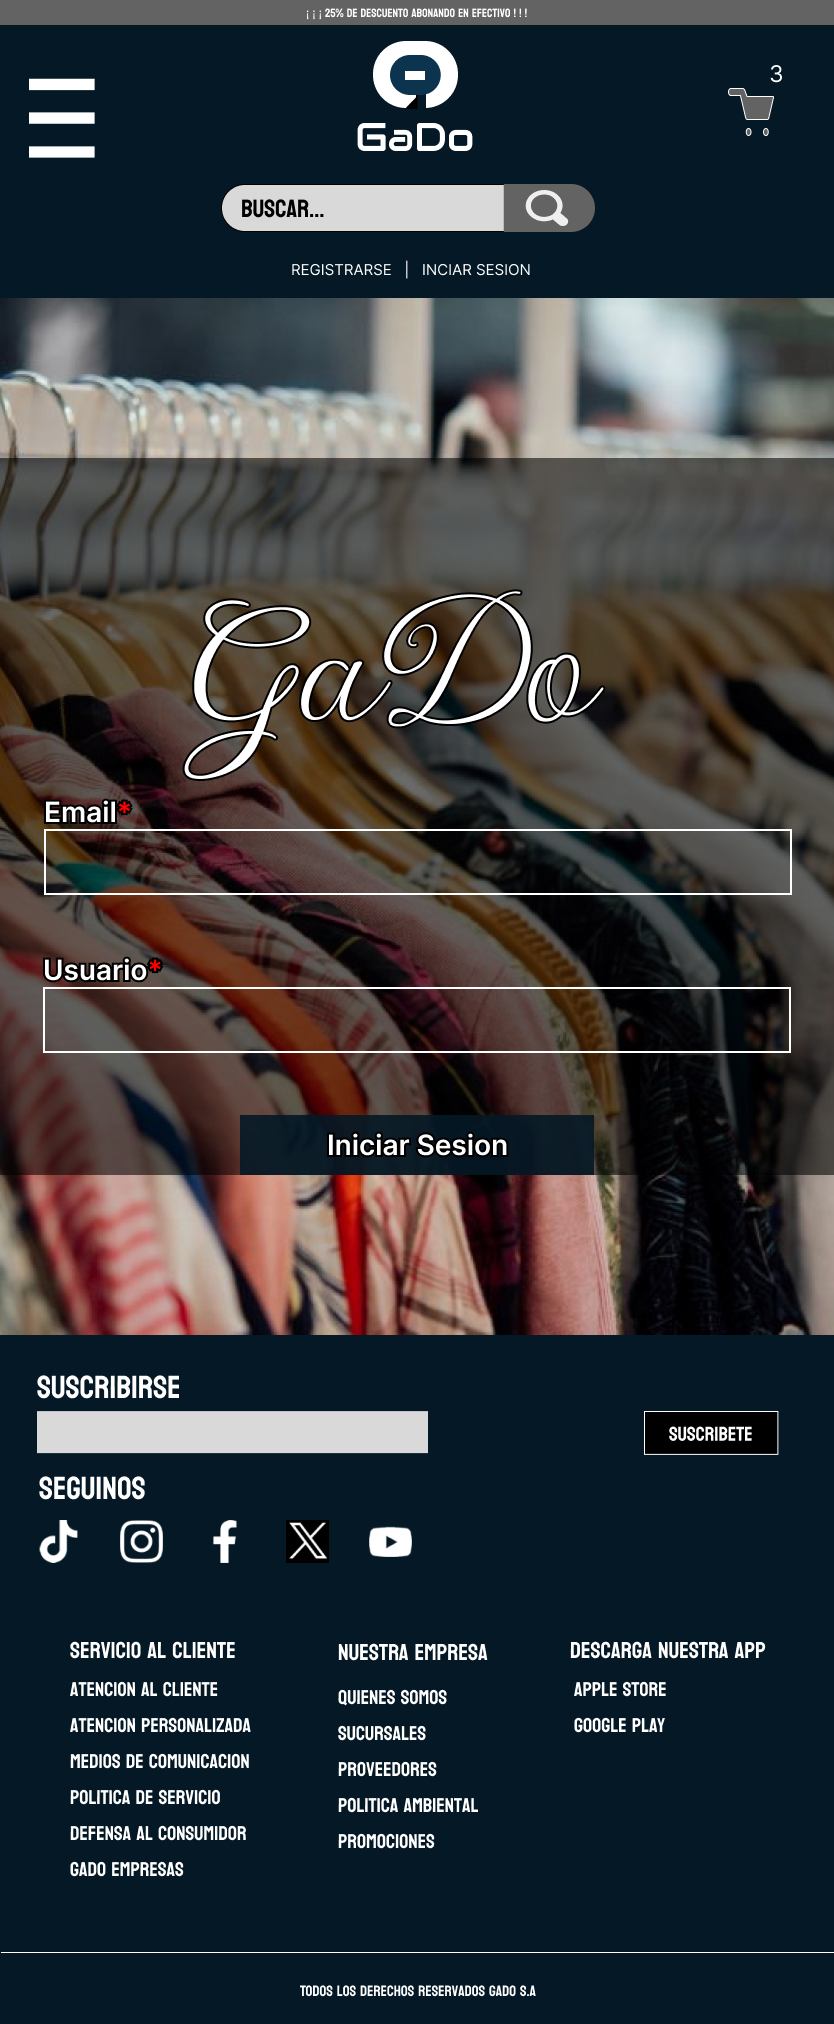 ¡ ¡ ¡ 25% DE DESCUENTO ABONANDO EN EFECTIVO ! ! !
3
GaDo
BUSCAR...
REGISTRARSE | INCIAR SESION
GaDo
Email*
Usuario*
Iniciar Sesion
SUSCRIBIRSE
SUSCRIBETE
SEGUINOS
SERVICIO AL CLIENTE
ATENCION AL CLIENTE
ATENCION PERSONALIZADA
MEDIOS DE COMUNICACION
POLITICA DE SERVICIO
DEFENSA AL CONSUMIDOR
GADO EMPRESAS
NUESTRA EMPRESA
QUIENES SOMOS
SUCURSALES
PROVEEDORES
POLITICA AMBIENTAL
PROMOCIONES
DESCARGA NUESTRA APP
APPLE STORE
GOOGLE PLAY
TODOS LOS DERECHOS RESERVADOS GADO S.A